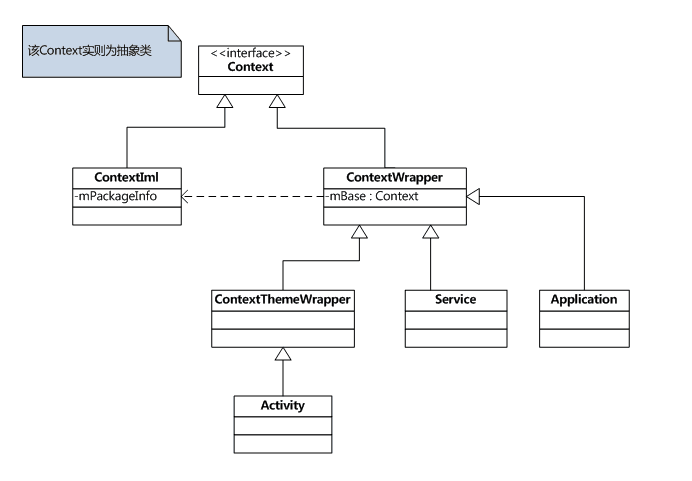 该Context实则为抽象类
<<interface>>
Context
ContextIml
-mPackageInfo
ContextWrapper
-mBase : Context
ContextThemeWrapper
Service
Application
Activity